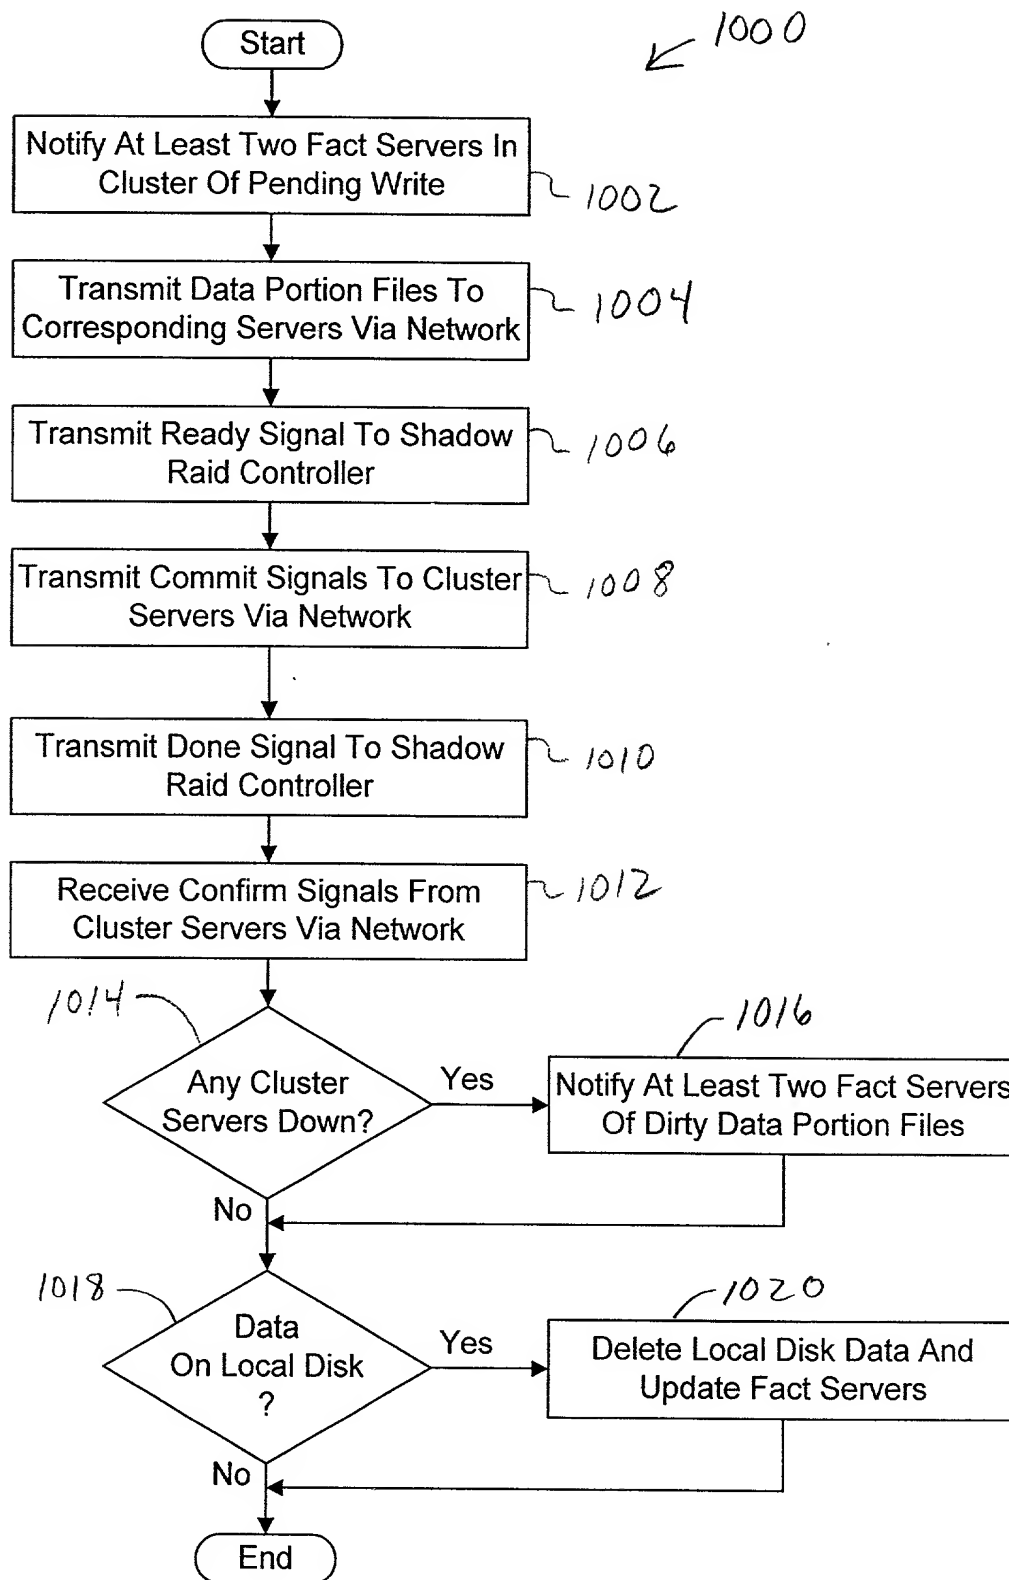 Start
1000
Notify At Least Two Fact Servers In
Cluster Of Pending Write
1002
Transmit Data Portion Files To
Corresponding Servers Via Network
1004
Transmit Ready Signal To Shadow
Raid Controller
1006
Transmit Commit Signals To Cluster
Servers Via Network
1008
Transmit Done Signal To Shadow
Raid Controller
1010
Receive Confirm Signals From
Cluster Servers Via Network
1012
1014
Any Cluster
Servers Down?
Yes
1016
Notify At Least Two Fact Servers
Of Dirty Data Portion Files
No
1018
Data
On Local Disk
?
Yes
1020
Delete Local Disk Data And
Update Fact Servers
No
End